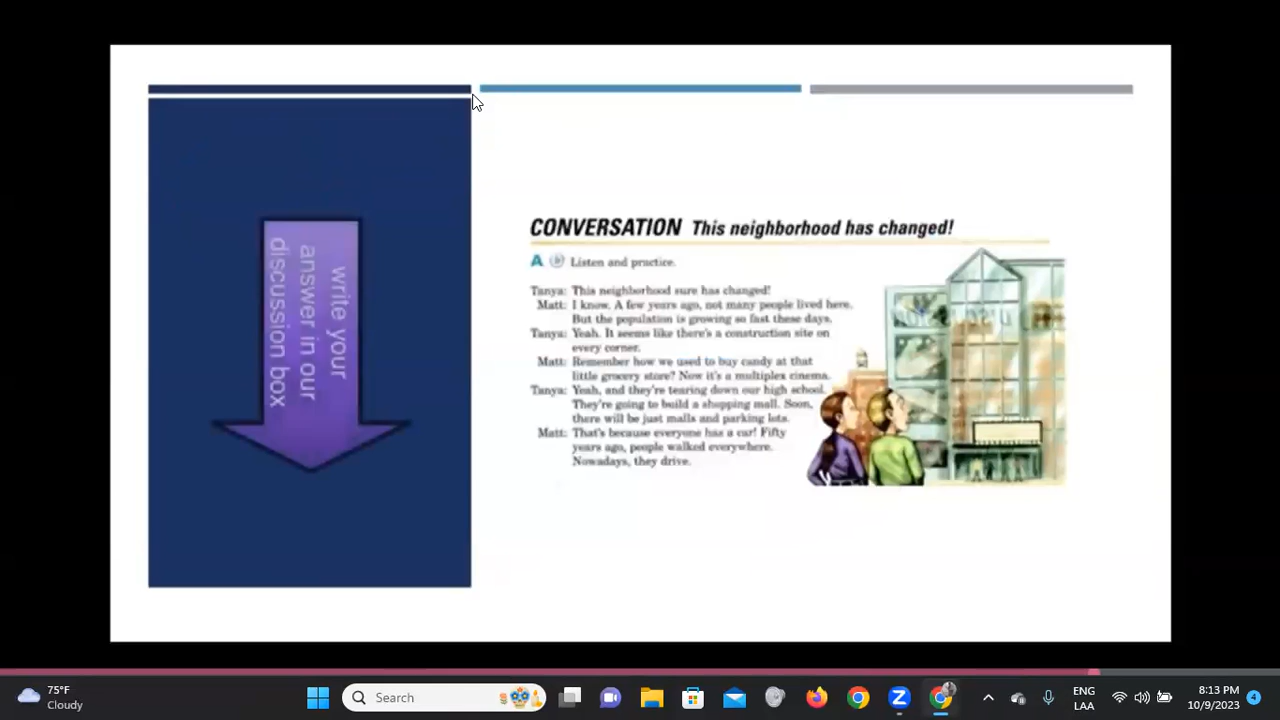 write your
answer in our
discussion box
CONVERSATION This neighborhood has changed!
A Listen and practice.
Tanya: This neighborhood sure has changed!
Matt: I know. A few years ago, not many people lived here.
But the population is growing so fast these days.
Tanya: Yeah. It seems like there's a construction site on
every corner.
Matt: Remember how we used to buy candy at that
little grocery store? Now it's a multiplex cinema.
Tanya: Yeah, and they're tearing down our high school.
They're going to build a shopping mall. Soon,
there will be just malls and parking lots.
Matt: That's because everyone has a car! Fifty
years ago, people walked everywhere.
Nowadays, they drive.
75°F
Cloudy
Search
ENG
LAA
6:13 PM
10/9/2023
4